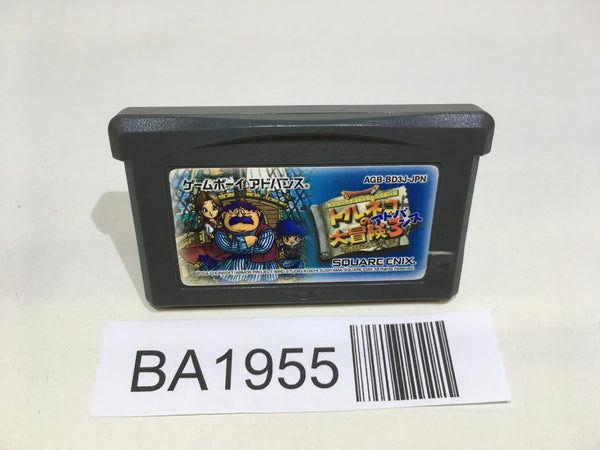 ゲームボーイアドバンス
AGB-BD3J-JPN
トルネコの
大冒険3
アドバンス
SQUARE ENIX
BA1955